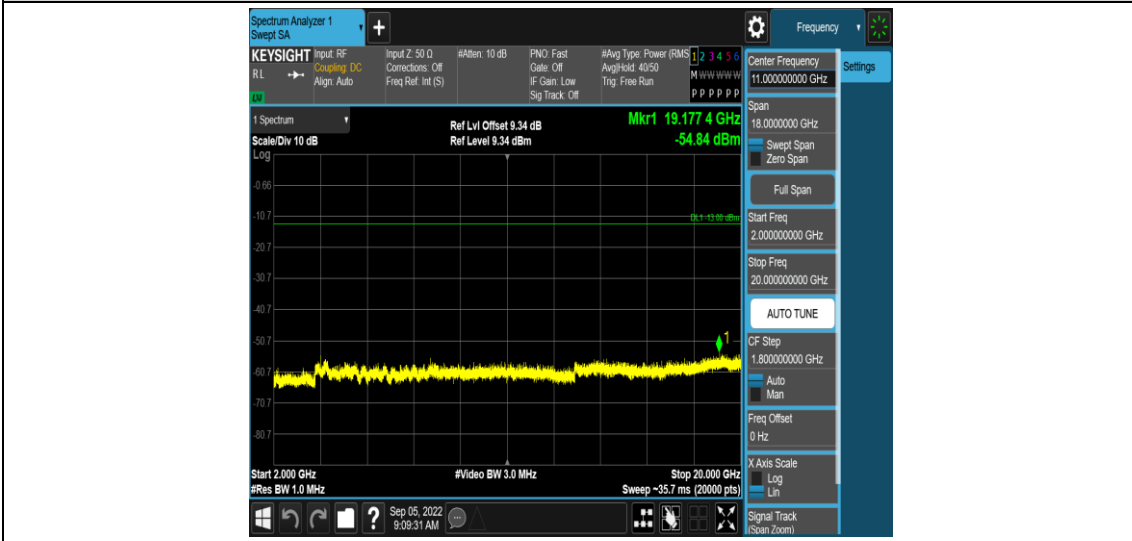 Spectrum Analyzer 1
Swept SA
+
Frequency
KEYSIGHT
RL
Input: RF
Coupling: DC
Align: Auto
Input Z: 50 Ω
Corrections: Off
Freq Ref: Int (S)
#Atten: 10 dB
PNO: Fast
Gate: Off
IF Gain: Low
Sig Track: Off
#Avg Type: Power (RMS
Avg|Hold: 40/50
Trig: Free Run
1 2 3 4 5 6
M W W W W W
P P P P P P
1 Spectrum
Scale/Div 10 dB
Log
Ref Lvl Offset 9.34 dB
Ref Level 9.34 dBm
Mkr1 19.177 4 GHz
-54.84 dBm
-0.66
-10.7
DL1 -13.00 dBm
-20.7
-30.7
-40.7
-50.7
1
-60.7
-70.7
-80.7
Start 2.000 GHz
#Res BW 1.0 MHz
#Video BW 3.0 MHz
Stop 20.000 GHz
Sweep ~35.7 ms (20000 pts)
Center Frequency
11.000000000 GHz
Settings
Span
18.0000000 GHz
Swept Span
Zero Span
Full Span
Start Freq
2.000000000 GHz
Stop Freq
20.000000000 GHz
AUTO TUNE
CF Step
1.800000000 GHz
Auto
Man
Freq Offset
0 Hz
X Axis Scale
Log
Lin
Signal Track
(Span Zoom)
?
Sep 05, 2022
9:09:31 AM